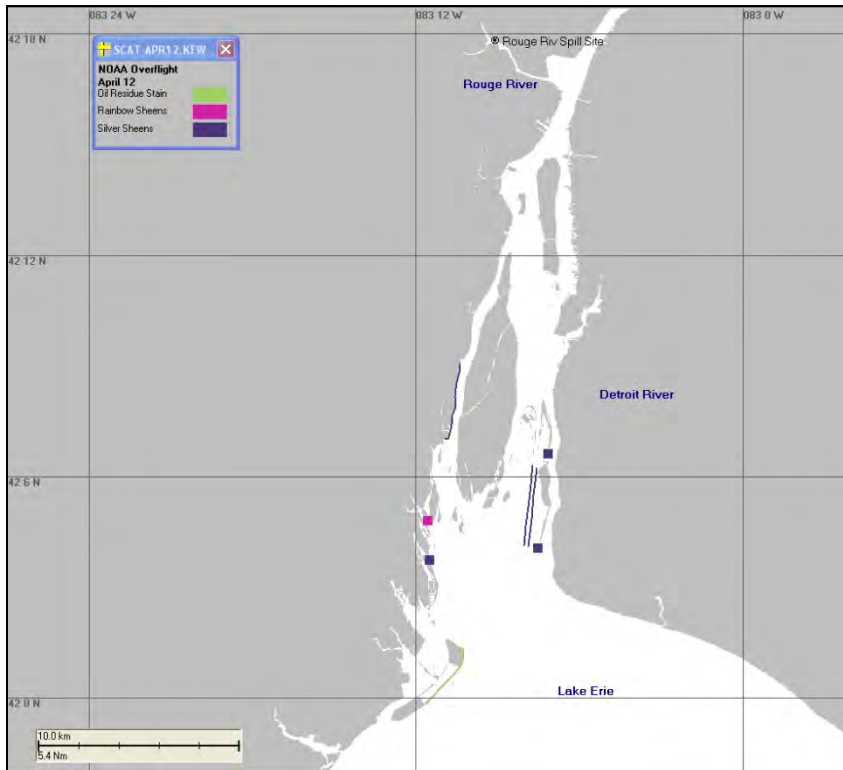 083 24 W
083 12 W
083 0 W
42 18 N
SCAT APR12.KEW
NOAA Overflight
April 12
Oil Residue Stain
Rainbow Sheens
Silver Sheens
Rouge Riv Spill Site
Rouge River
42 12 N
Detroit River
42 6 N
Lake Erie
42 0 N
10.0 km
5.4 Nm